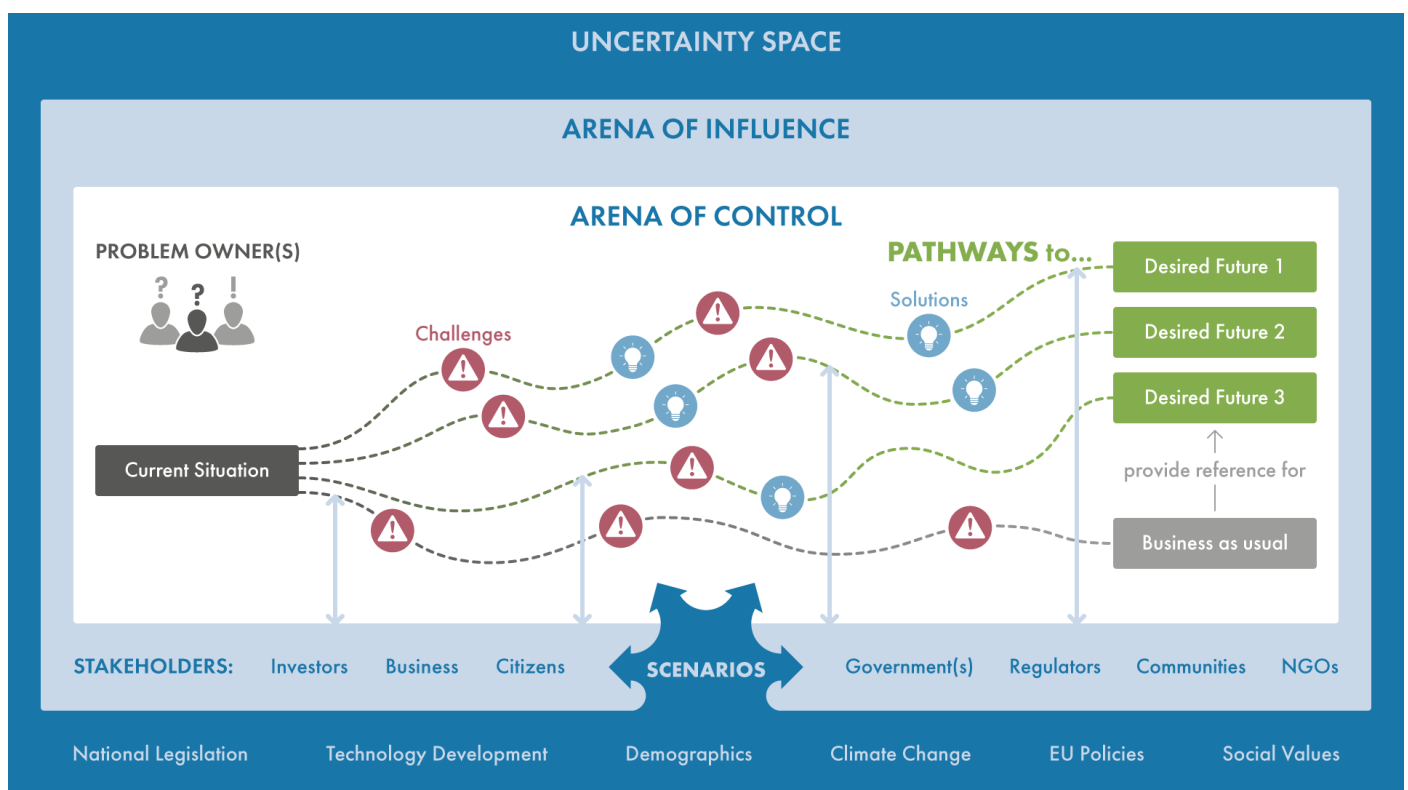 UNCERTAINTY SPACE
ARENA OF INFLUENCE
ARENA OF CONTROL
PROBLEM OWNER(S)
? ? !
PATHWAYS to...
Desired Future 1
Solutions
Challenges
Desired Future 2
Desired Future 3
Current Situation
provide reference for
Business as usual
STAKEHOLDERS: Investors Business Citizens SCENARIOS Government(s) Regulators Communities NGOs
National Legislation Technology Development Demographics Climate Change EU Policies Social Values